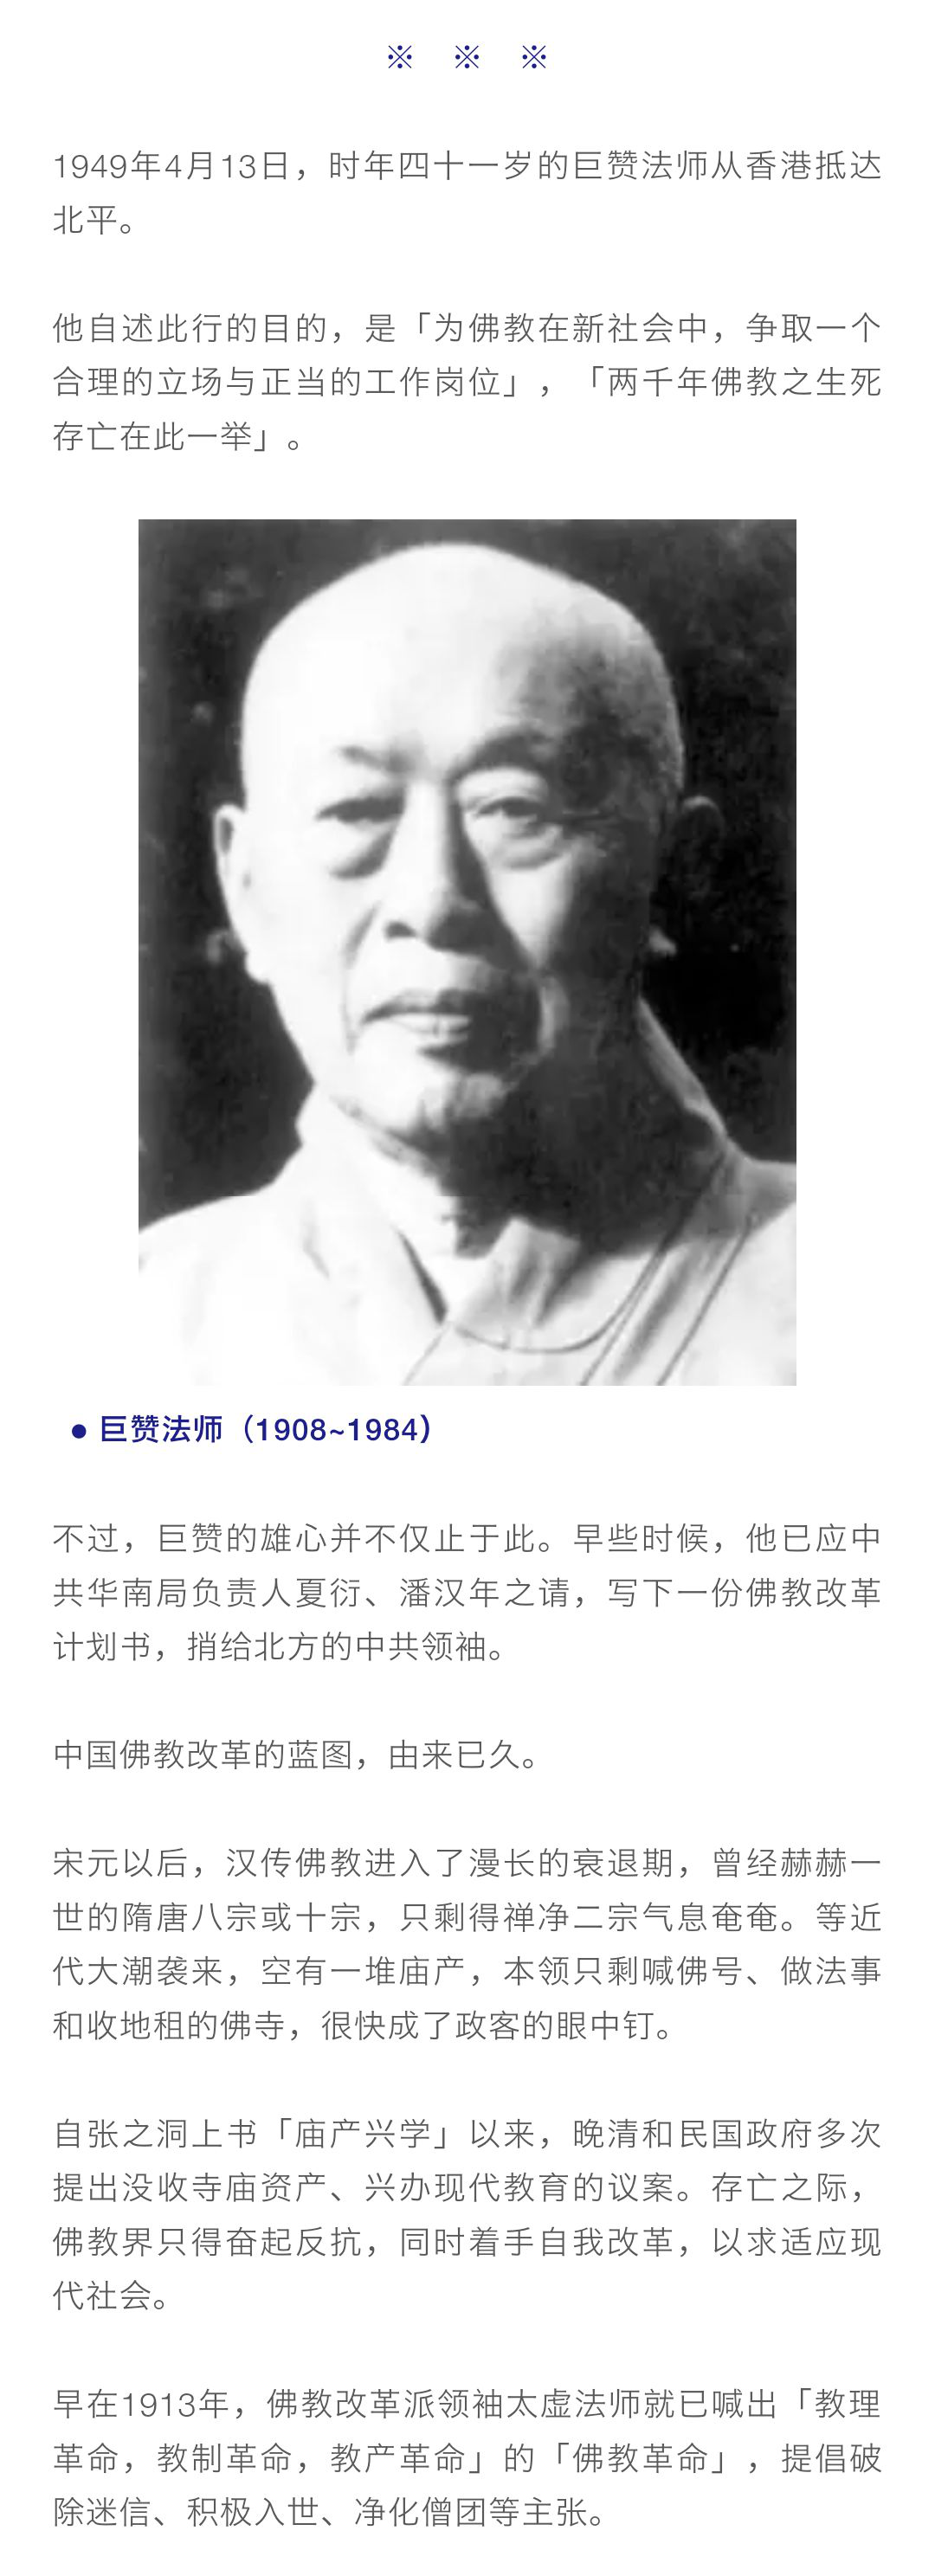 ※ ※ ※
1949年4月13日，时年四十一岁的巨赞法师从香港抵达
北平。
他自述此行的目的，是「为佛教在新社会中，争取一个
合理的立场与正当的工作岗位」，「两千年佛教之生死
存亡在此一举」。
● 巨赞法师（1908~1984）
不过，巨赞的雄心并不仅止于此。早些时候，他已应中
共华南局负责人夏衍、潘汉年之请，写下一份佛教改革
计划书，捎给北方的中共领袖。
中国佛教改革的蓝图，由来已久。
宋元以后，汉传佛教进入了漫长的衰退期，曾经赫赫一
世的隋唐八宗或十宗，只剩得禅净二宗气息奄奄。等近
代大潮袭来，空有一堆庙产，本领只剩喊佛号、做法事
和收地租的佛寺，很快成了政客的眼中钉。
自张之洞上书「庙产兴学」以来，晚清和民国政府多次
提出没收寺庙资产、兴办现代教育的议案。存亡之际，
佛教界只得奋起反抗，同时着手自我改革，以求适应现
代社会。
早在1913年，佛教改革派领袖太虚法师就已喊出「教理
革命，教制革命，教产革命」的「佛教革命」，提倡破
除迷信、积极入世、净化僧团等主张。